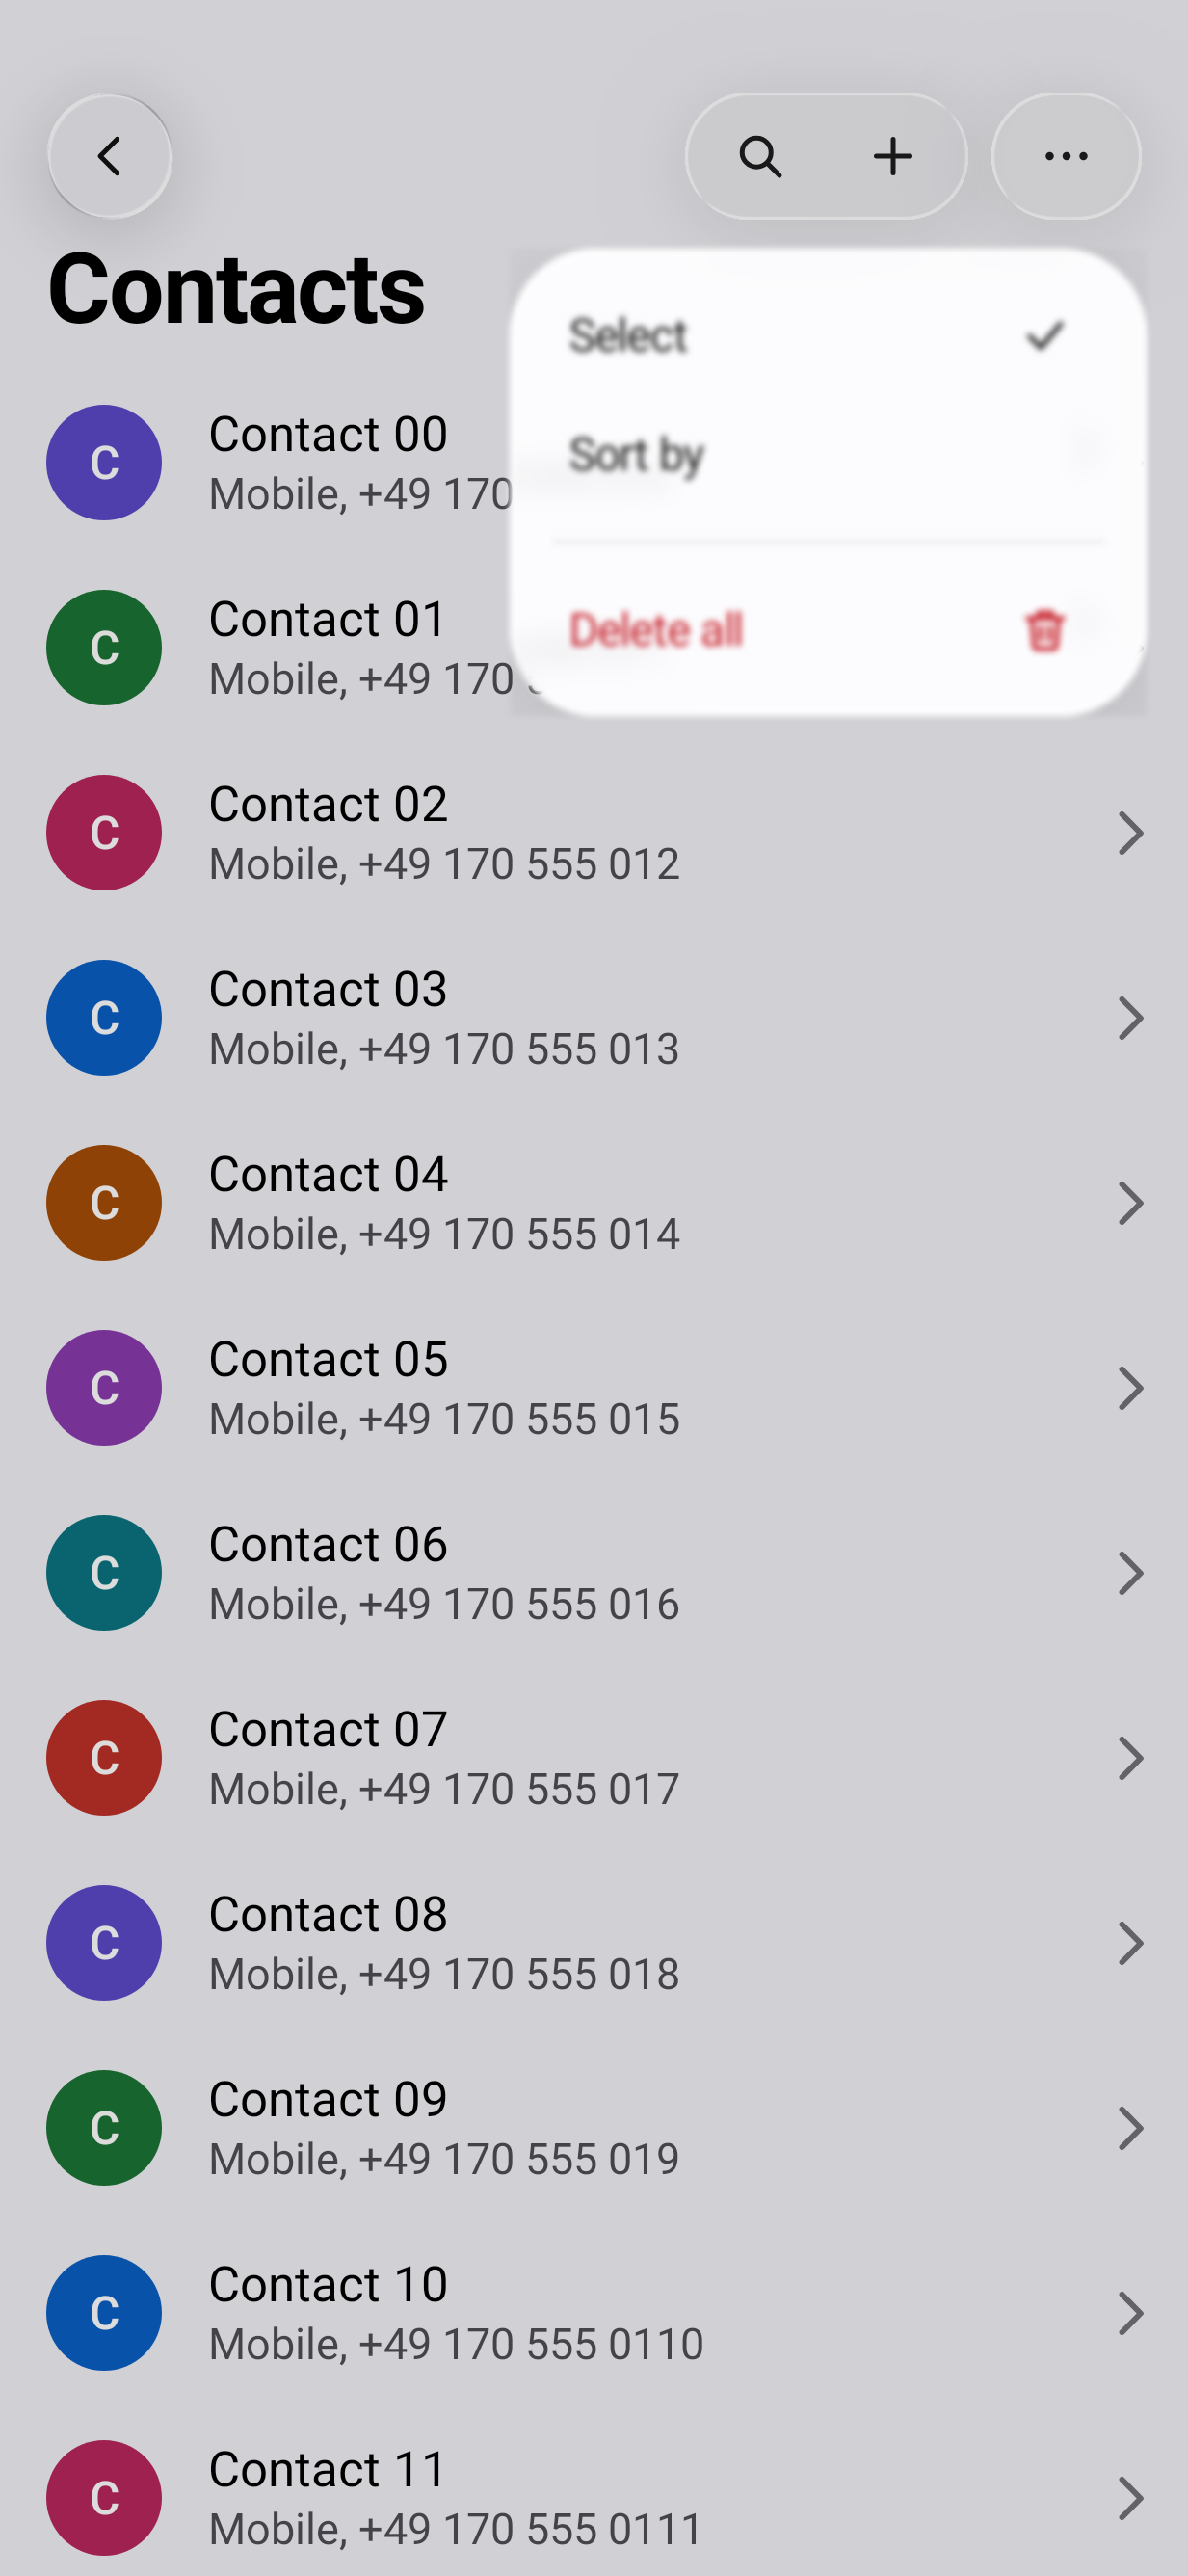 Contacts
Select
Sort by
Delete all
C
Contact 00
Mobile, +49 170
C
Contact 01
Mobile, +49 170
C
Contact 02
Mobile, +49 170 555 012
C
Contact 03
Mobile, +49 170 555 013
C
Contact 04
Mobile, +49 170 555 014
C
Contact 05
Mobile, +49 170 555 015
C
Contact 06
Mobile, +49 170 555 016
C
Contact 07
Mobile, +49 170 555 017
C
Contact 08
Mobile, +49 170 555 018
C
Contact 09
Mobile, +49 170 555 019
C
Contact 10
Mobile, +49 170 555 0110
C
Contact 11
Mobile, +49 170 555 0111